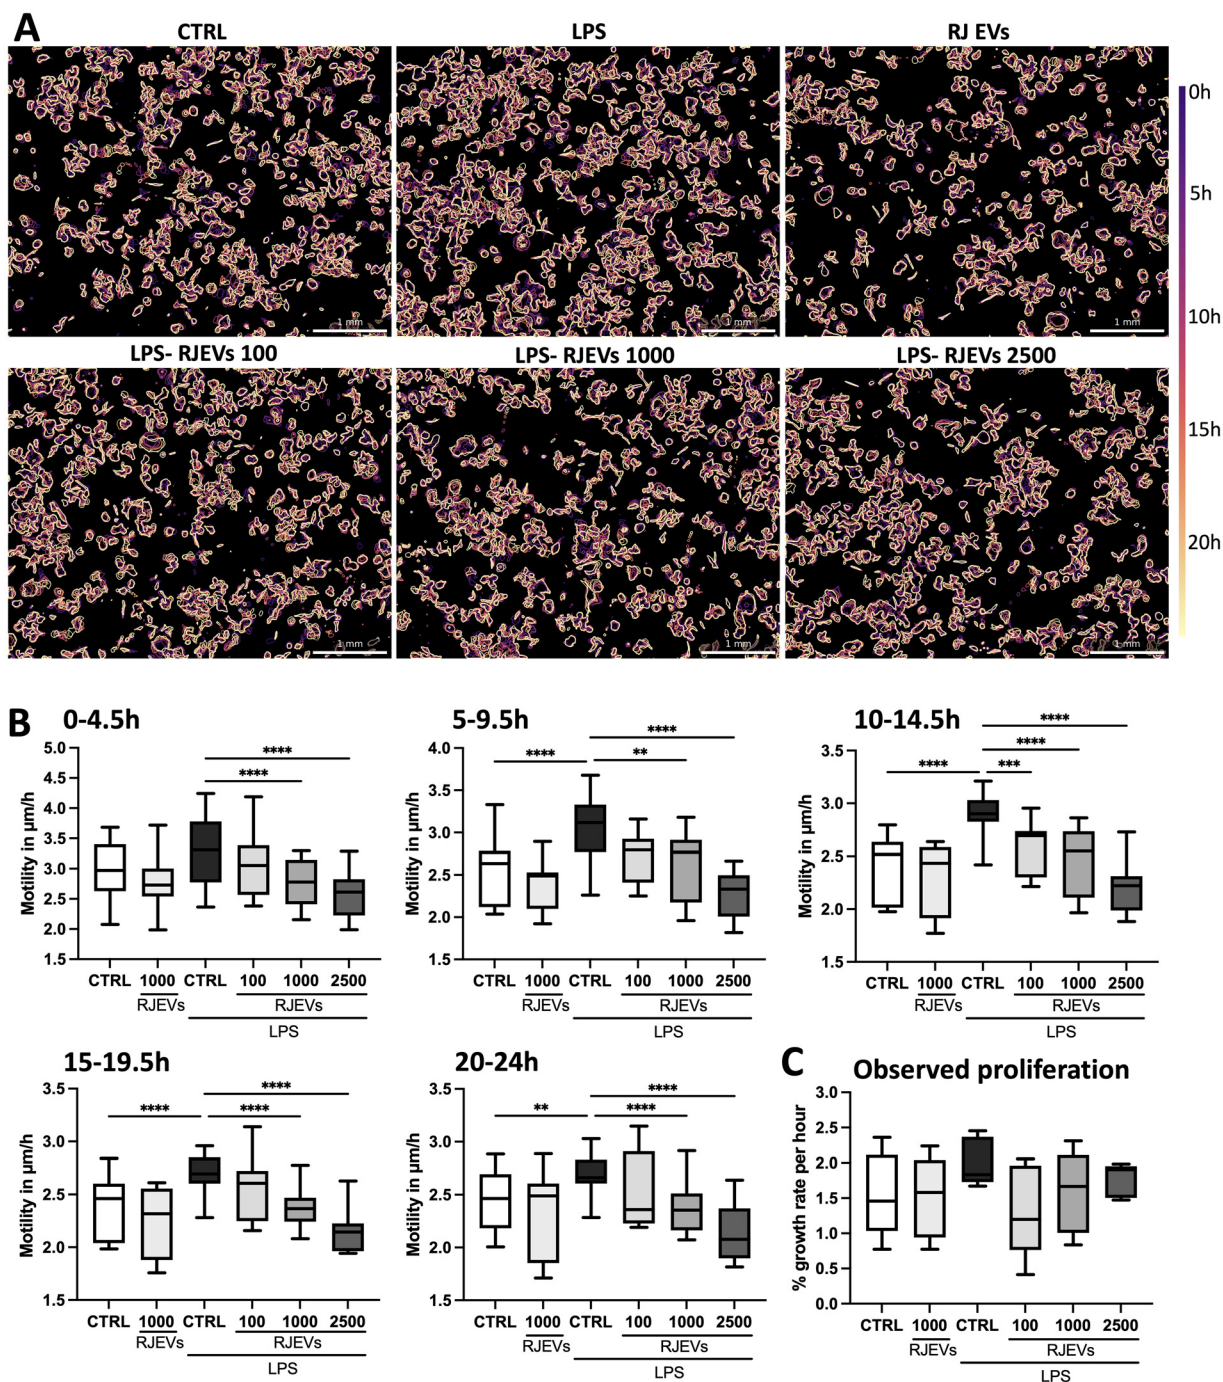 A
CTRL LPS RJ EVs
0h
5h
10h
15h
20h
1 mm 1 mm 1 mm
LPS- RJEVs 100 LPS- RJEVs 1000 LPS- RJEVs 2500
1 mm 1 mm 1 mm
B
0-4.5h
Motility in µm/h
5.0
4.5
4.0
3.5
3.0
2.5
2.0
1.5
****
****
CTRL 1000 CTRL 100 1000 2500
RJEVs RJEVs
LPS
5-9.5h
Motility in µm/h
4.0
3.5
3.0
2.5
2.0
1.5
****
**** **
CTRL 1000 CTRL 100 1000 2500
RJEVs RJEVs
LPS
10-14.5h
Motility in µm/h
3.5
3.0
2.5
2.0
1.5
****
****
**** ***
CTRL 1000 CTRL 100 1000 2500
RJEVs RJEVs
LPS
15-19.5h
Motility in µm/h
3.5
3.0
2.5
2.0
1.5
****
**** ****
CTRL 1000 CTRL 100 1000 2500
RJEVs RJEVs
LPS
20-24h
Motility in µm/h
3.5
3.0
2.5
2.0
1.5
****
** ****
CTRL 1000 CTRL 100 1000 2500
RJEVs RJEVs
LPS
C
Observed proliferation
% growth rate per hour
3.0
2.5
2.0
1.5
1.0
0.5
0.0
CTRL 1000 CTRL 100 1000 2500
RJEVs RJEVs
LPS